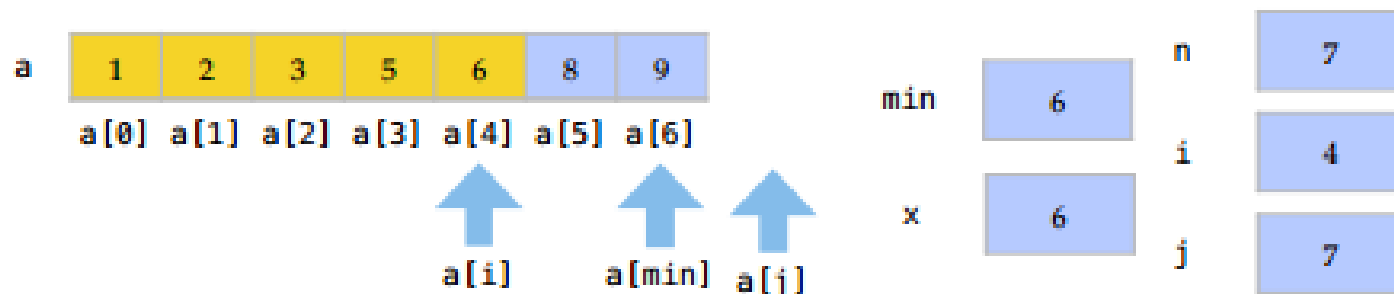 a 1 2 3 5 6 8 9
a[0] a[1] a[2] a[3] a[4] a[5] a[6]
a[i] a[min] a[j]
min 6
x 6
n 7
i 4
j 7